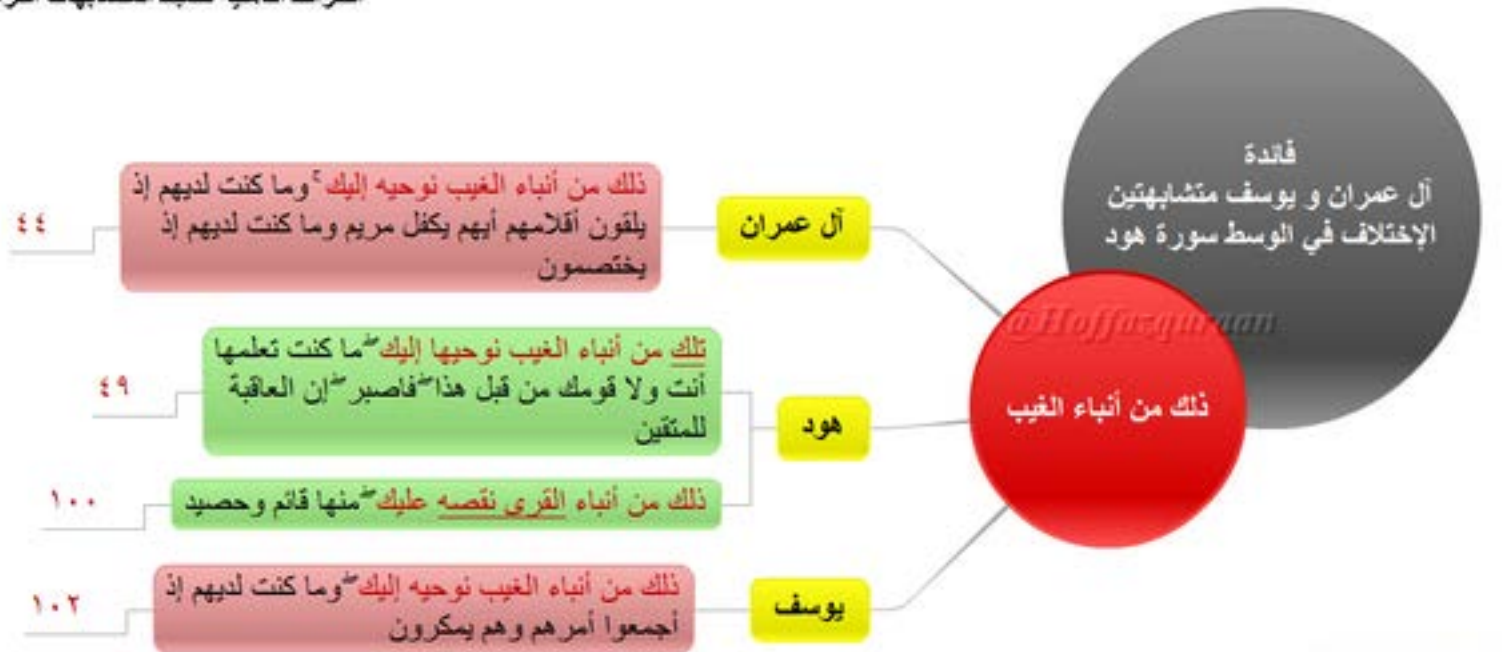 فائدة
آل عمران و يوسف متشابهتين
الإختلاف في الوسط سورة هود
@Hoffazquraan
ذلك من أنباء الغيب
آل عمران
ذلك من أنباء الغيب نوحيه إليك ۚ وما كنت لديهم إذ
يلقون أقلامهم أيهم يكفل مريم وما كنت لديهم إذ
يختصمون
٤٤
هود
تلك من أنباء الغيب نوحيها إليك ۖ ما كنت تعلمها
أنت ولا قومك من قبل هذا ۖ فاصبر ۖ إن العاقبة
للمتقين
٤٩
ذلك من أنباء القرى نقصه عليك ۖ منها قائم وحصيد
١٠٠
يوسف
ذلك من أنباء الغيب نوحيه إليك ۖ وما كنت لديهم إذ
أجمعوا أمرهم وهم يمكرون
١٠٢